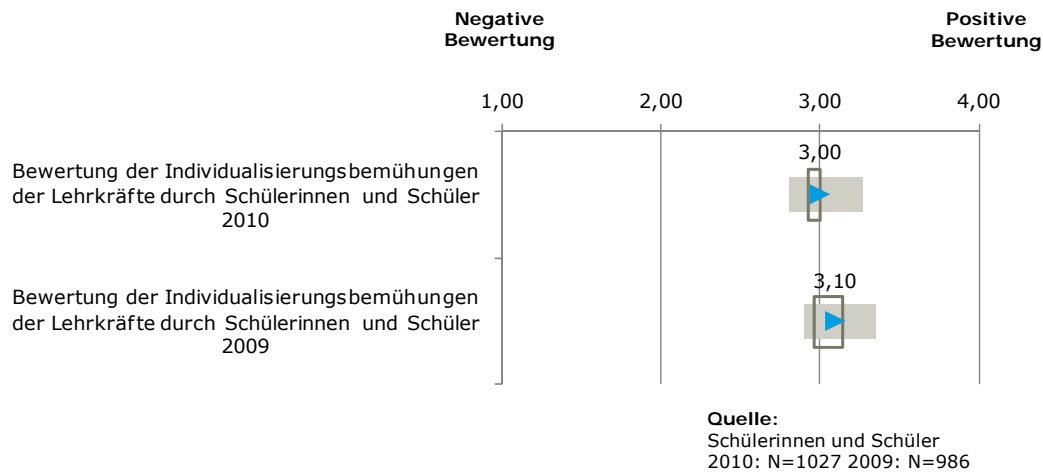 Negative
Bewertung
Positive
Bewertung
1,00 2,00 3,00 4,00
3,00
Bewertung der Individualisierungsbemühungen
der Lehrkräfte durch Schülerinnen und Schüler
2010
3,10
Bewertung der Individualisierungsbemühungen
der Lehrkräfte durch Schülerinnen und Schüler
2009
Quelle:
Schülerinnen und Schüler
2010: N=1027 2009: N=986